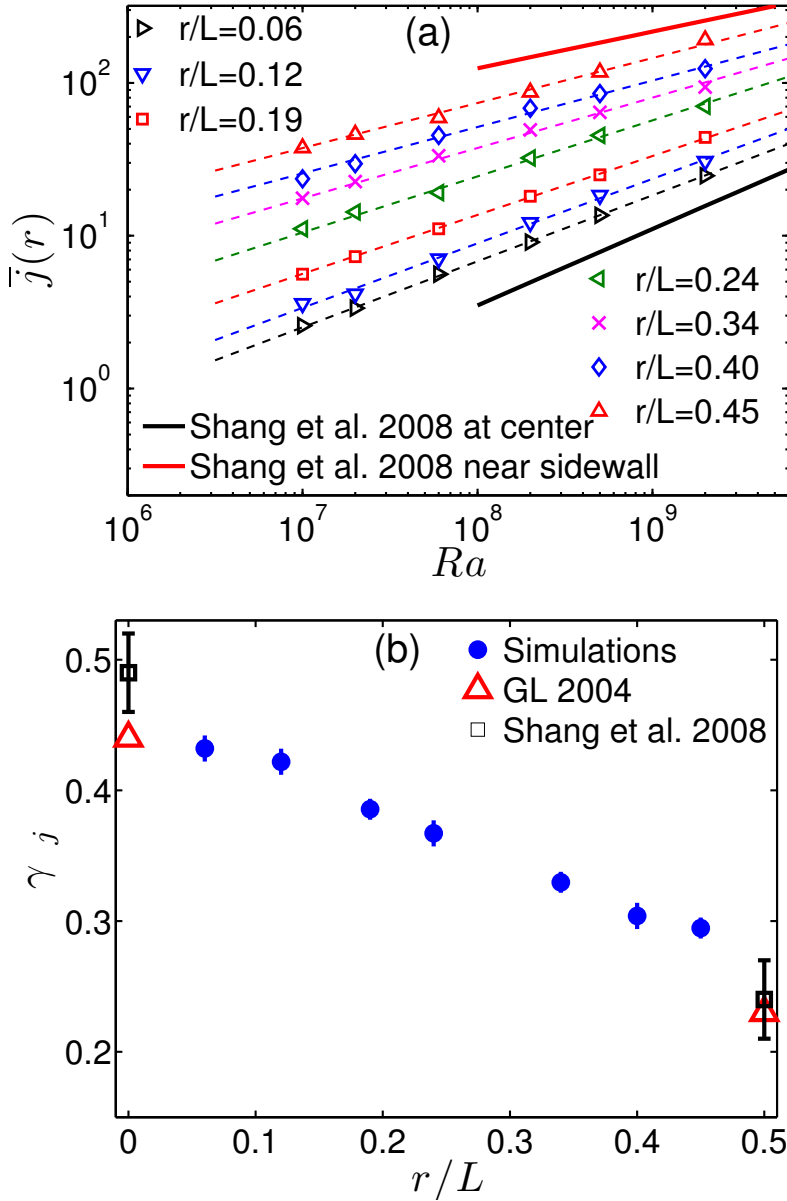 (a)
r/L=0.06
r/L=0.12
r/L=0.19
r/L=0.24
r/L=0.34
r/L=0.40
r/L=0.45
Shang et al. 2008 at center
Shang et al. 2008 near sidewall
10²
10¹
10⁰
j̅(r)
10⁶ 10⁷ 10⁸ 10⁹
Ra
(b)
Simulations
GL 2004
Shang et al. 2008
0.5
0.4
0.3
0.2
γ j
0 0.1 0.2 0.3 0.4 0.5
r/L